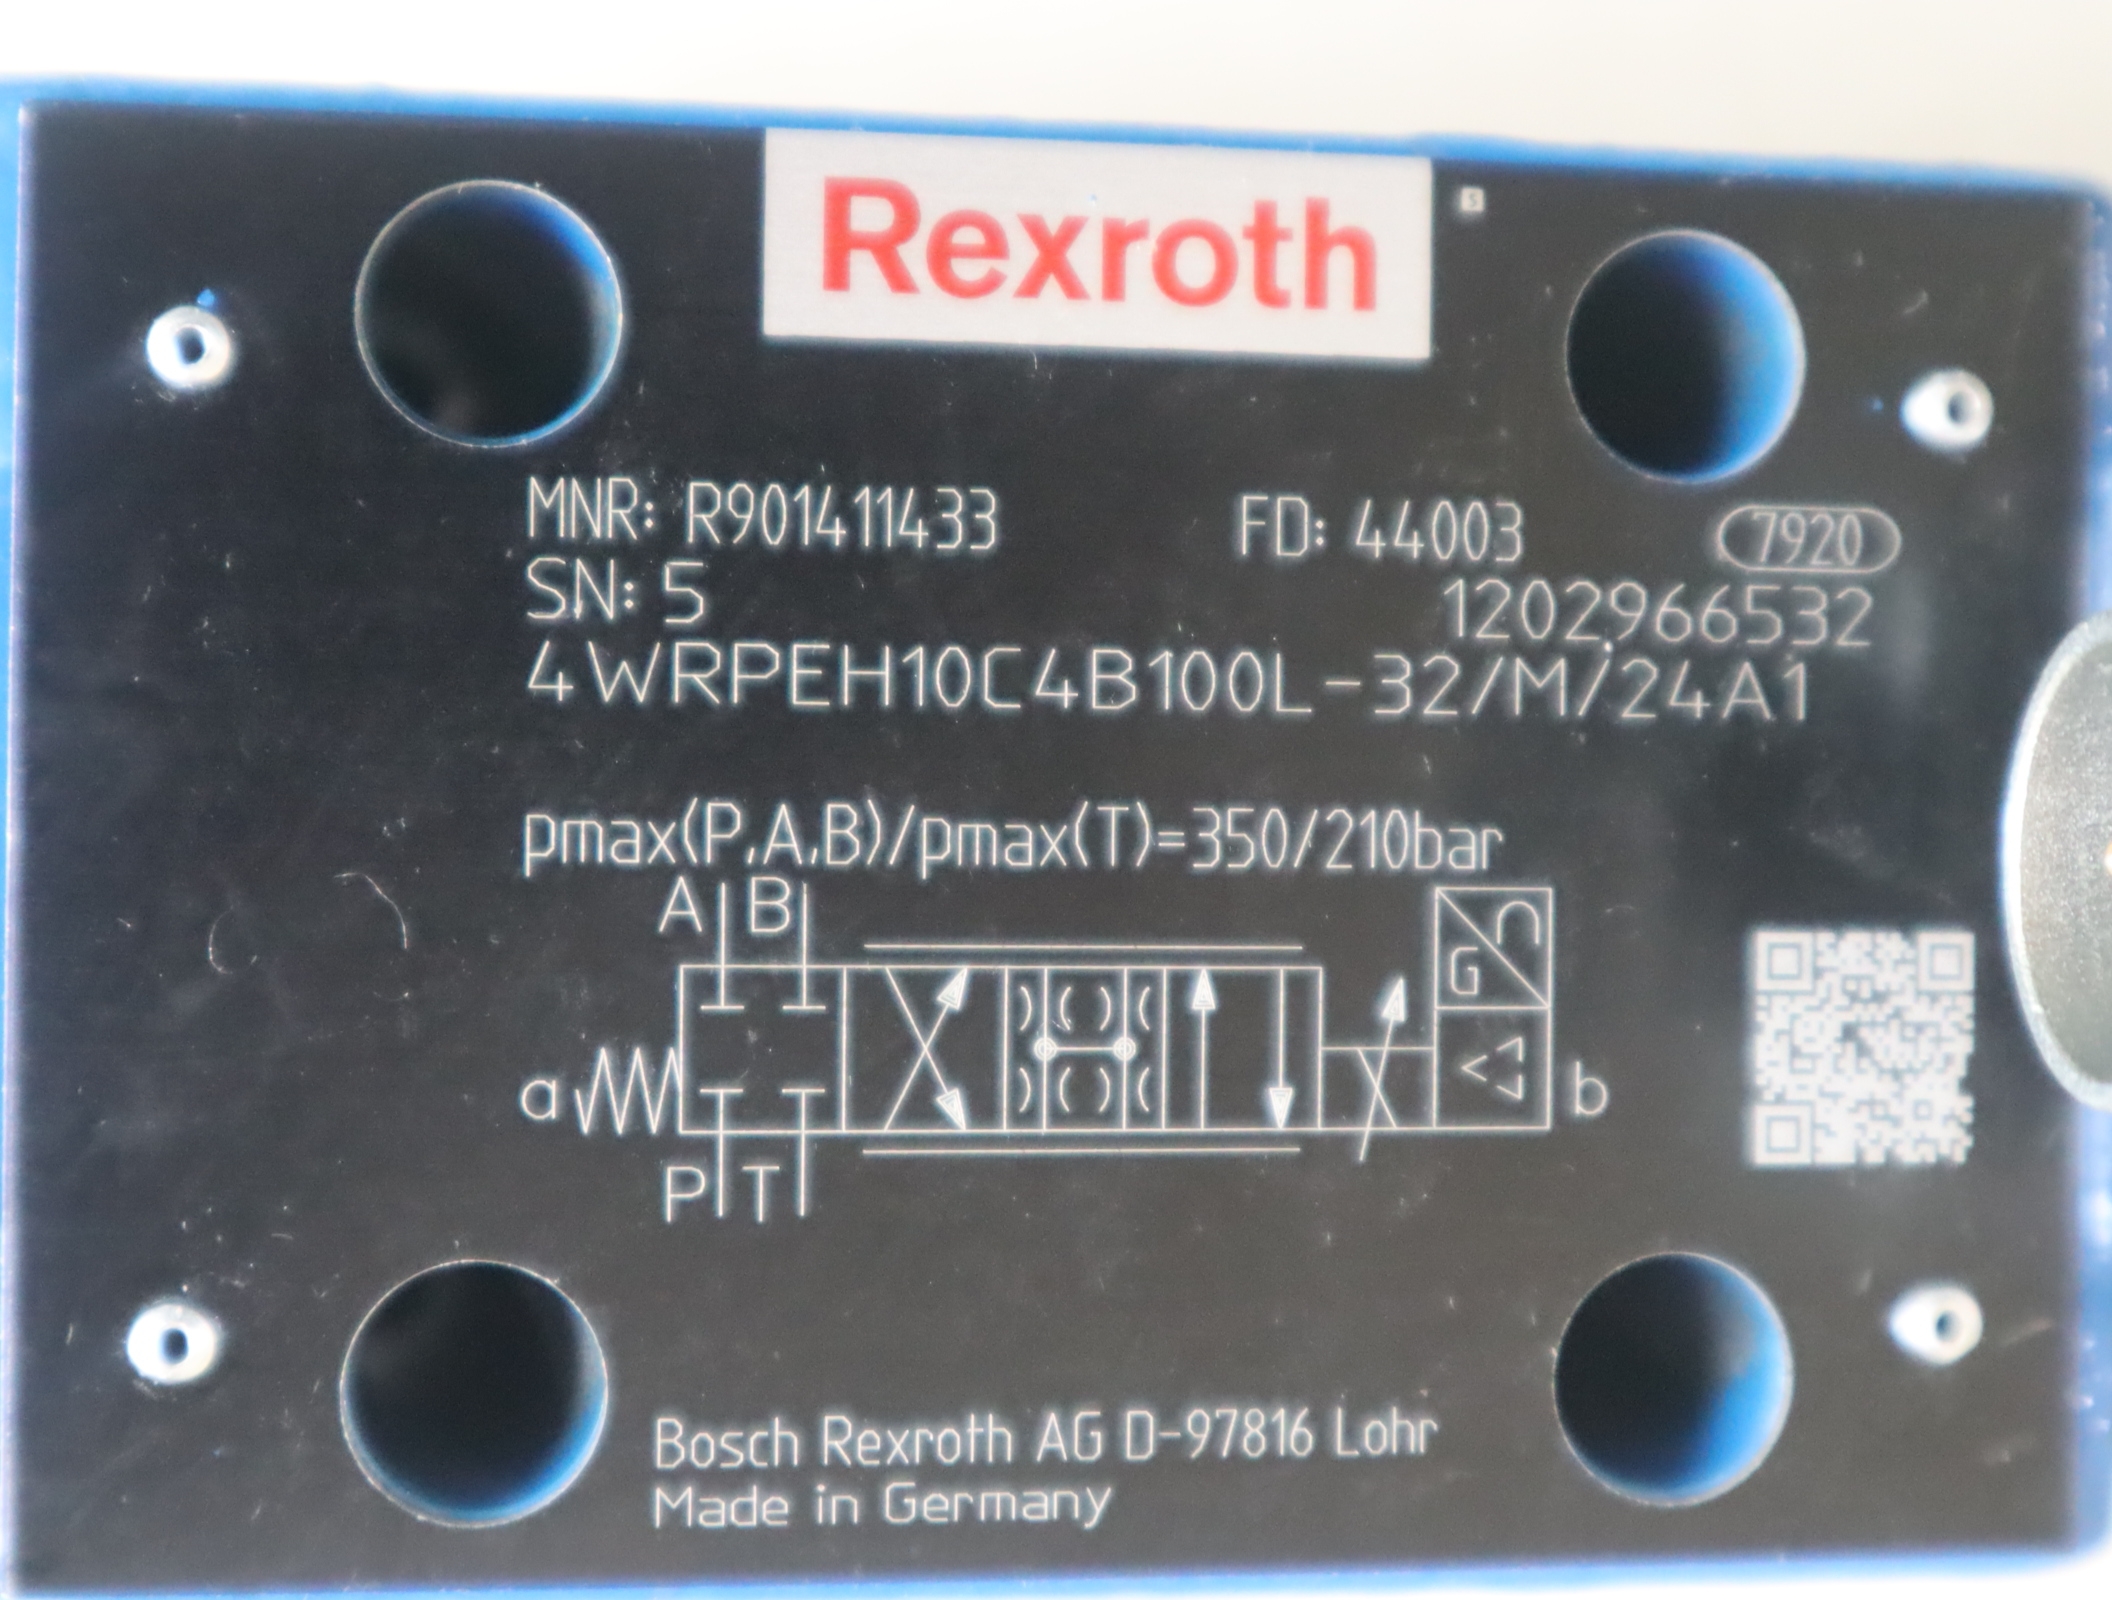 Rexroth
S
MNR: R901411433 FD: 44003 7920
SN: 5 1202966532
4WRPEH10C4B100L-32/M/24A1
pmax(P,A,B)/pmax(T)=350/210bar
A B
G U
a b
P T
Bosch Rexroth AG D-97816 Lohr
Made in Germany